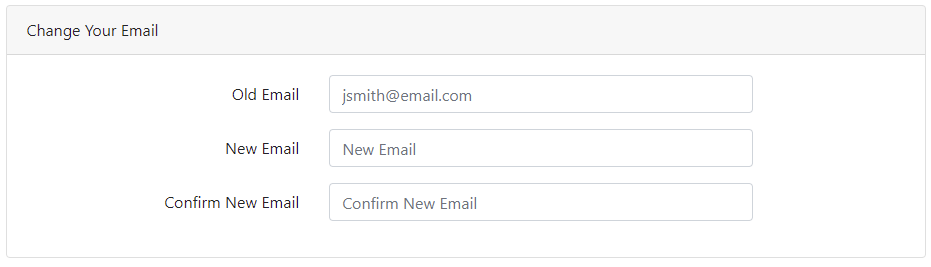 Change Your Email
Old Email jsmith@email.com
New Email New Email
Confirm New Email Confirm New Email